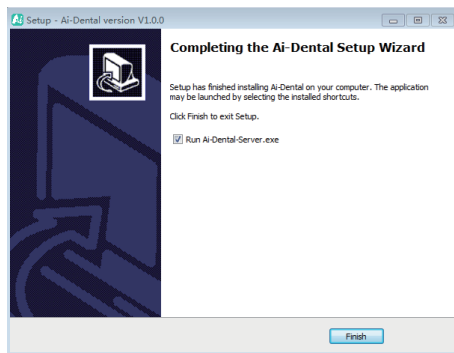 Ai Setup - Ai-Dental version V1.0.0
Completing the Ai-Dental Setup Wizard
Setup has finished installing Ai-Dental on your computer. The application
may be launched by selecting the installed shortcuts.
Click Finish to exit Setup.
Run Ai-Dental-Server.exe
Finish